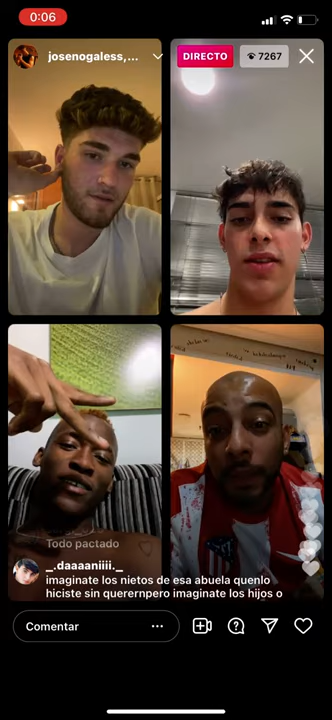 0:06
josenogaless,...
DIRECTO
7267
Todo pactado
_.daaaniiii._
imaginate los nietos de esa abuela quenlo
hiciste sin querernpero imaginate los hijos o
Comentar